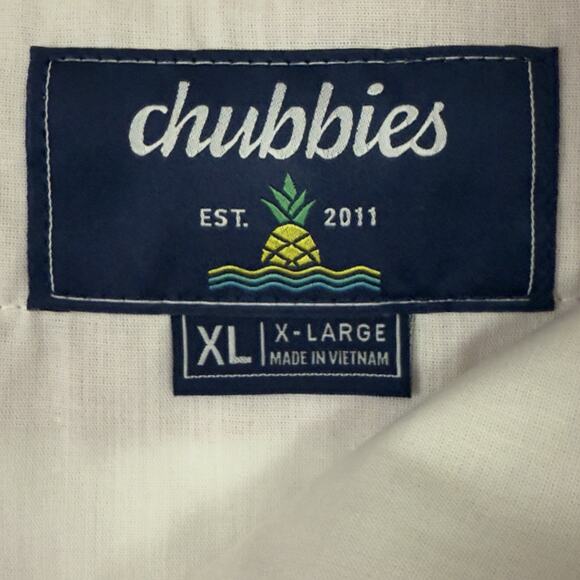 chubbies
EST. 2011
XL
X-LARGE
MADE IN VIETNAM